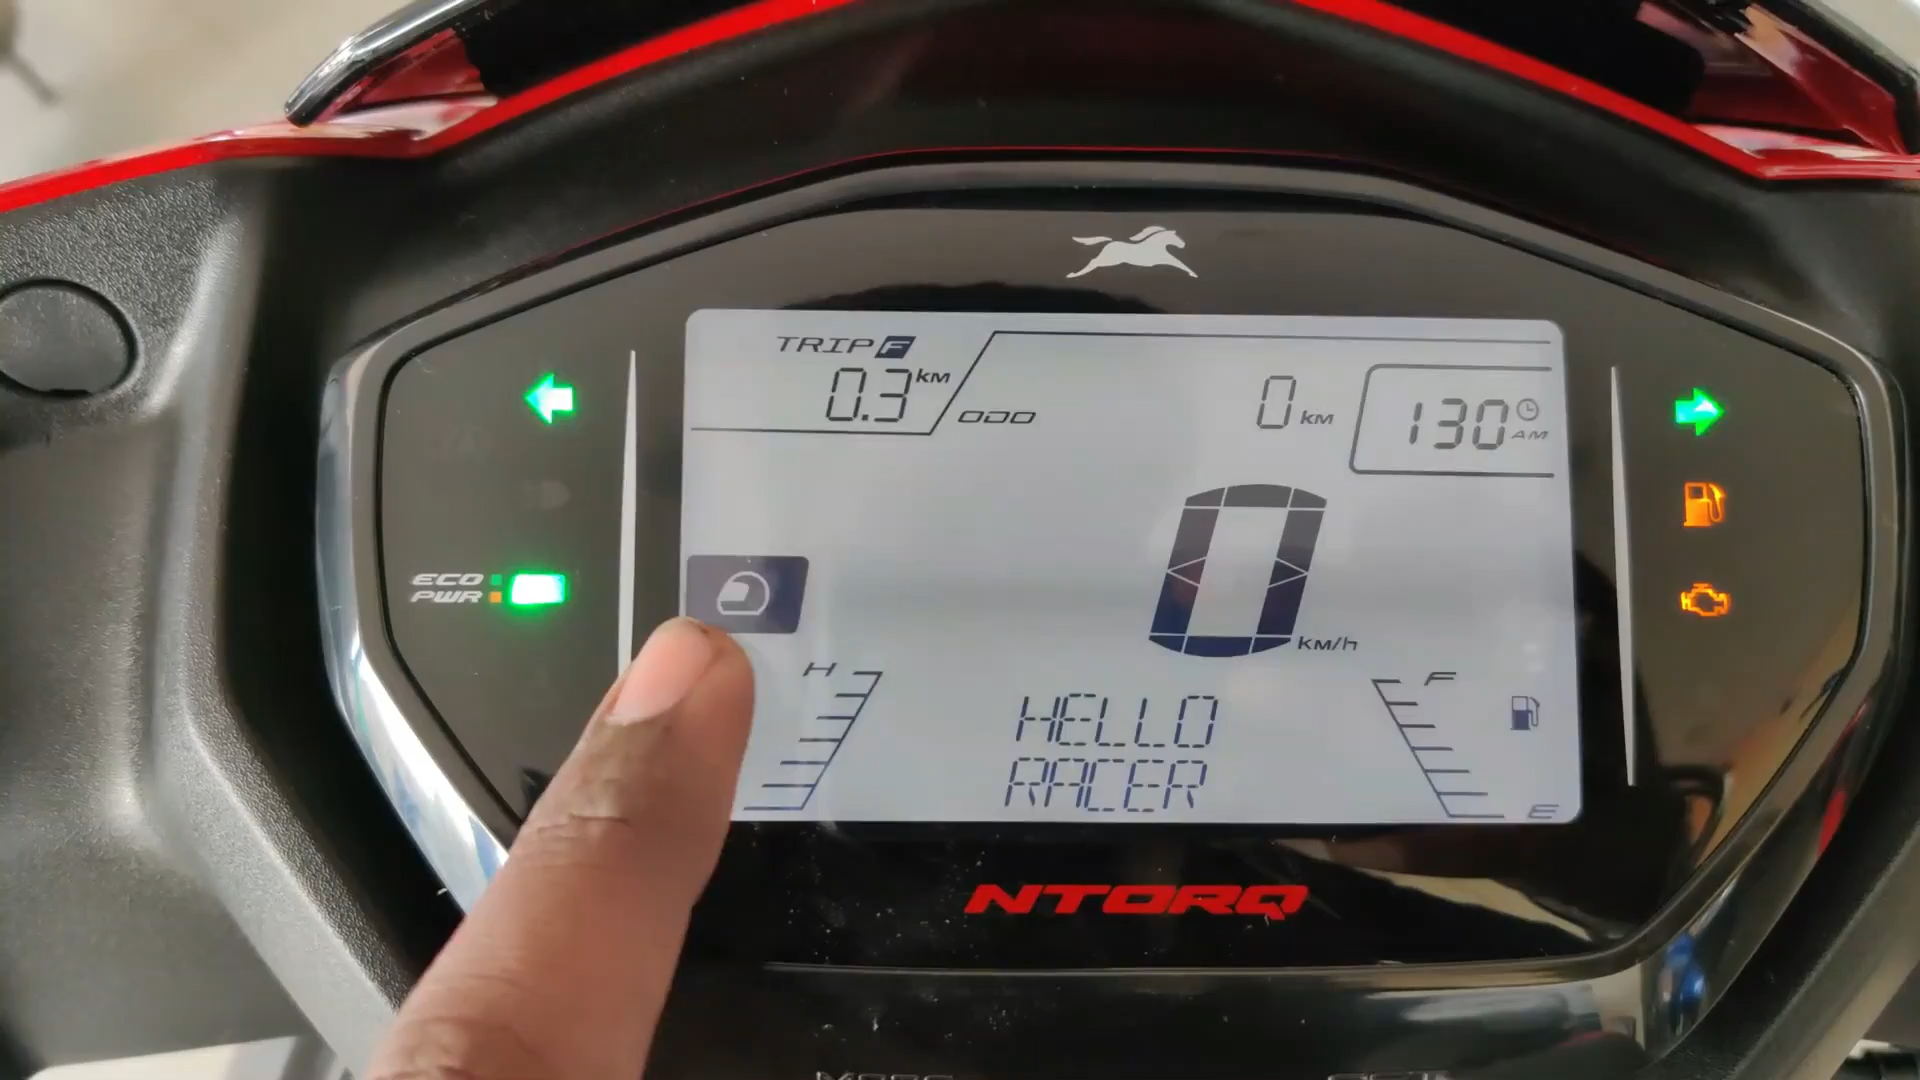 TRIP F
0.3 km
ODO 0 km
130 AM
ECO
PWR
0 km/h
H
F
HELLO
RACER
E
NTORQ